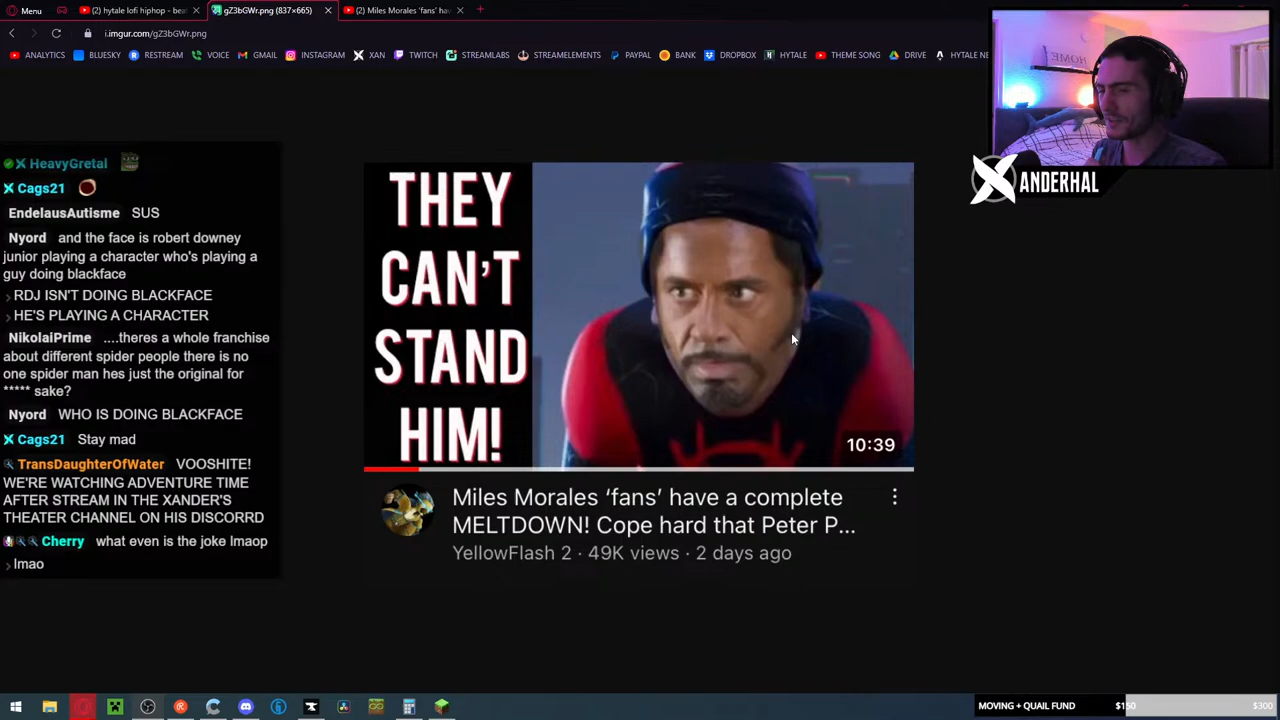 Menu
(2) hytale lofi hiphop - beat
gZ3bGWr.png (837×665)
(2) Miles Morales 'fans' hav
i.imgur.com/gZ3bGWr.png
ANALYTICS BLUESKY RESTREAM VOICE GMAIL INSTAGRAM XAN TWITCH STREAMLABS STREAMELEMENTS PAYPAL BANK DROPBOX HYTALE THEME SONG DRIVE HYTALE NE
HOME
ANDERHAL
HeavyGretal
Cags21
EndelausAutisme SUS
Nyord and the face is robert downey
junior playing a character who's playing a
guy doing blackface
RDJ ISN'T DOING BLACKFACE
HE'S PLAYING A CHARACTER
NikolaiPrime ....theres a whole franchise
about different spider people there is no
one spider man hes just the original for
***** sake?
Nyord WHO IS DOING BLACKFACE
Cags21 Stay mad
TransDaughterOfWater VOOSHITE!
WE'RE WATCHING ADVENTURE TIME
AFTER STREAM IN THE XANDER'S
THEATER CHANNEL ON HIS DISCORRD
Cherry what even is the joke lmaop
lmao
THEY
CAN'T
STAND
HIM!
10:39
Miles Morales 'fans' have a complete
MELTDOWN! Cope hard that Peter P...
YellowFlash 2 · 49K views · 2 days ago
MOVING + QUAIL FUND $150 $300